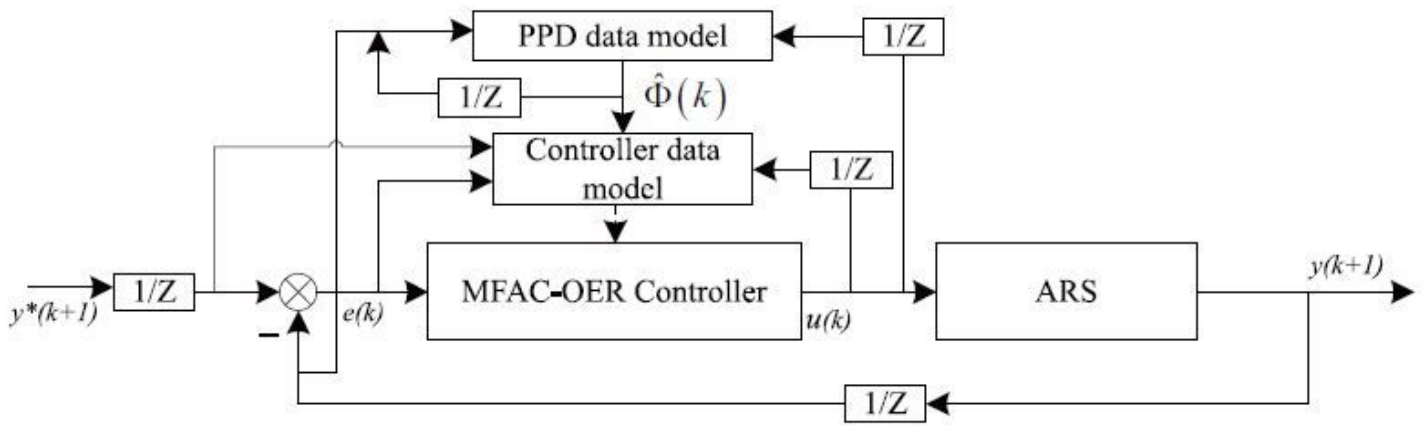 PPD data model
1/Z
1/Z
Φ̂(k)
Controller data
model
1/Z
y*(k+1)
1/Z
−
e(k)
MFAC-OER Controller
u(k)
ARS
y(k+1)
1/Z